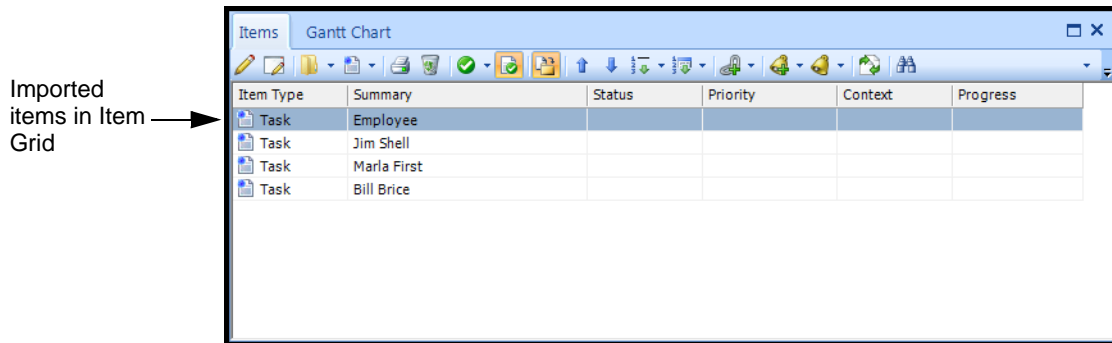 Items Gantt Chart
Imported
items in Item
Grid
Item Type Summary Status Priority Context Progress
Task Employee
Task Jim Shell
Task Marla First
Task Bill Brice